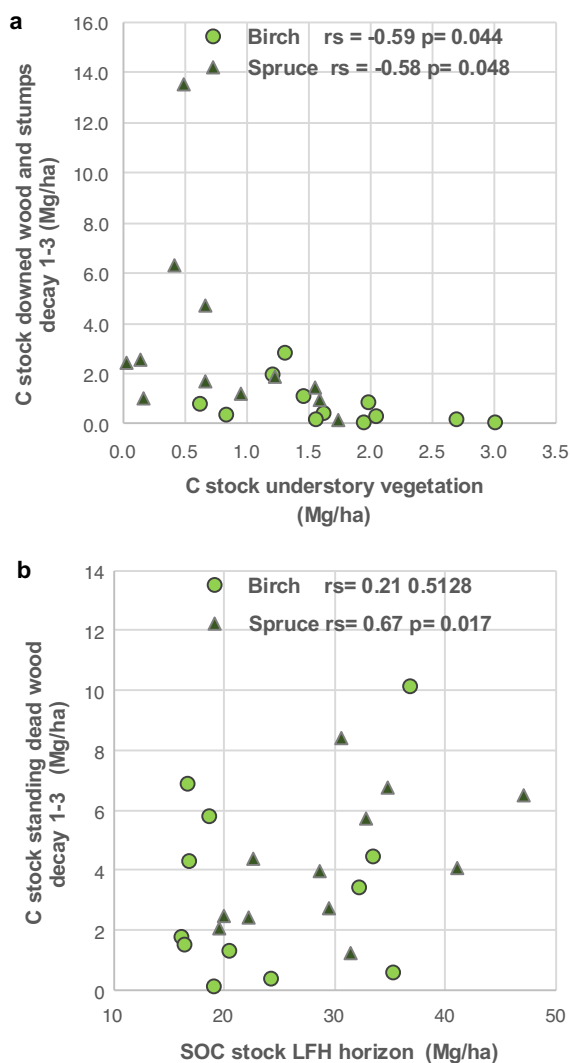 a
16.0
14.0
12.0
10.0
8.0
6.0
4.0
2.0
0.0
C stock downed wood and stumps
decay 1-3 (Mg/ha)
Birch rs = -0.59 p= 0.044
Spruce rs = -0.58 p= 0.048
0.0 0.5 1.0 1.5 2.0 2.5 3.0 3.5
C stock understory vegetation
(Mg/ha)
b
14
12
10
8
6
4
2
0
C stock standing dead wood
decay 1-3 (Mg/ha)
Birch rs= 0.21 0.5128
Spruce rs= 0.67 p= 0.017
10 20 30 40 50
SOC stock LFH horizon (Mg/ha)